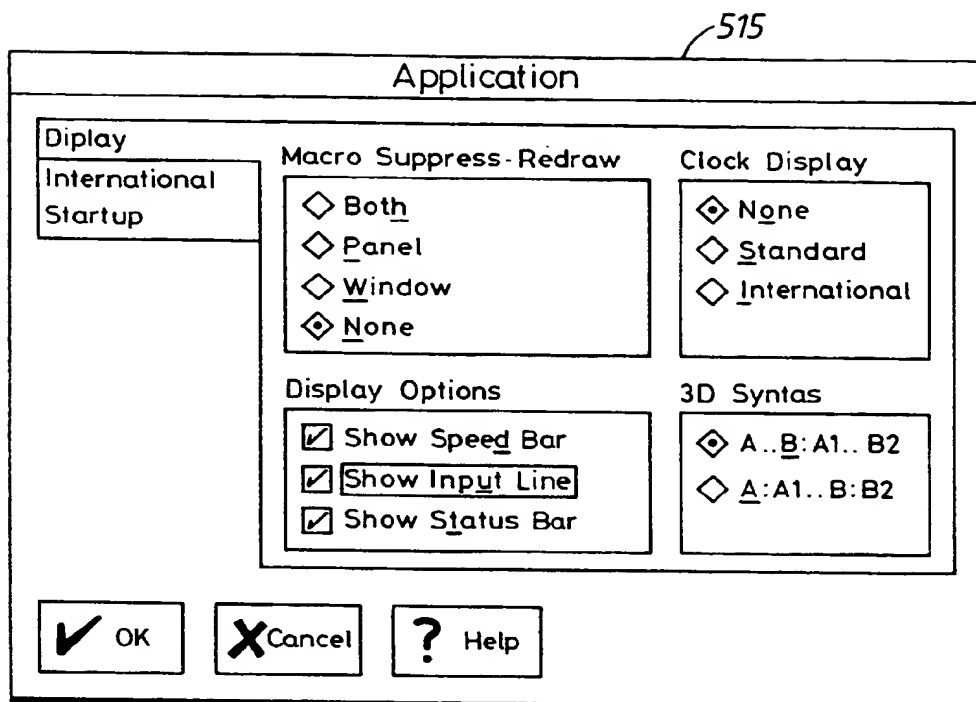 515
Application
Diplay
International
Startup
Macro Suppress-Redraw
Both
Panel
Window
None
Clock Display
None
Standard
International
Display Options
Show Speed Bar
Show Input Line
Show Status Bar
3D Syntas
A..B:A1..B2
A:A1..B:B2
OK
Cancel
? Help